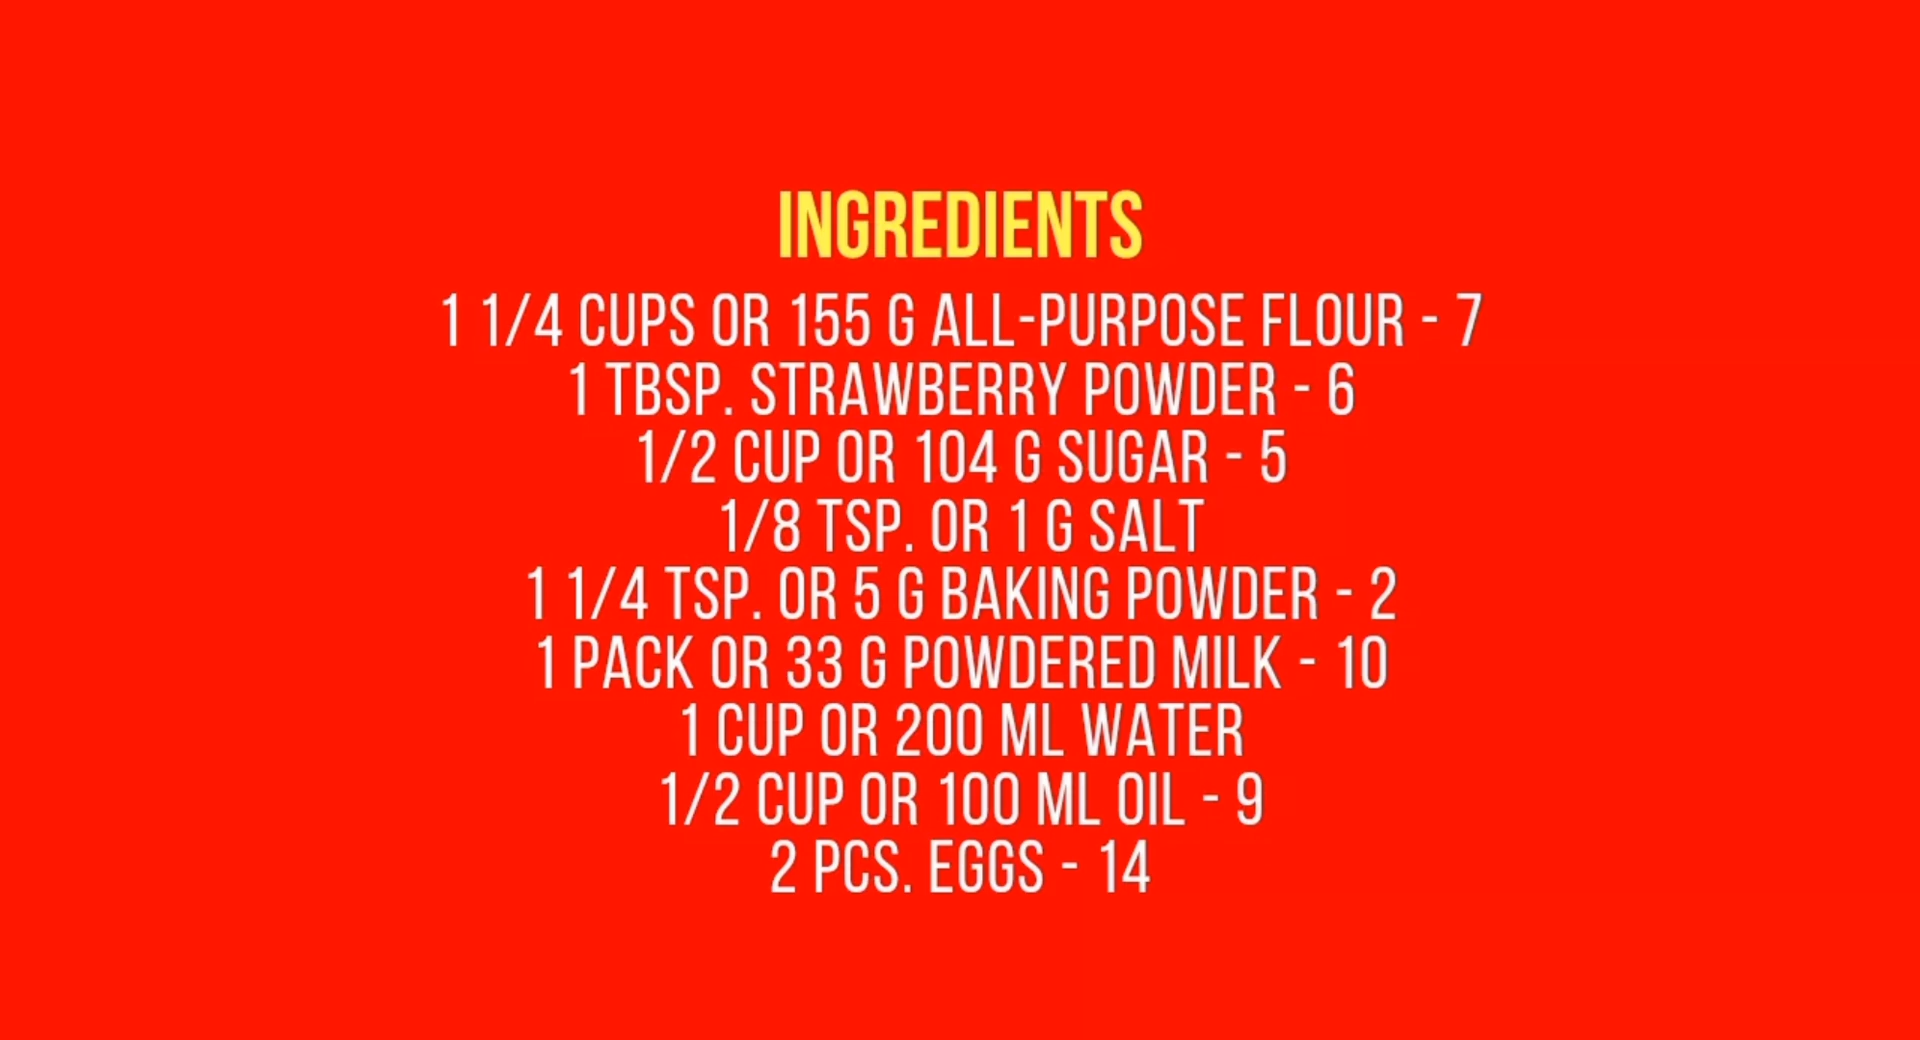 INGREDIENTS
1 1/4 CUPS OR 155 G ALL-PURPOSE FLOUR - 7
1 TBSP. STRAWBERRY POWDER - 6
1/2 CUP OR 104 G SUGAR - 5
1/8 TSP. OR 1 G SALT
1 1/4 TSP. OR 5 G BAKING POWDER - 2
1 PACK OR 33 G POWDERED MILK - 10
1 CUP OR 200 ML WATER
1/2 CUP OR 100 ML OIL - 9
2 PCS. EGGS - 14